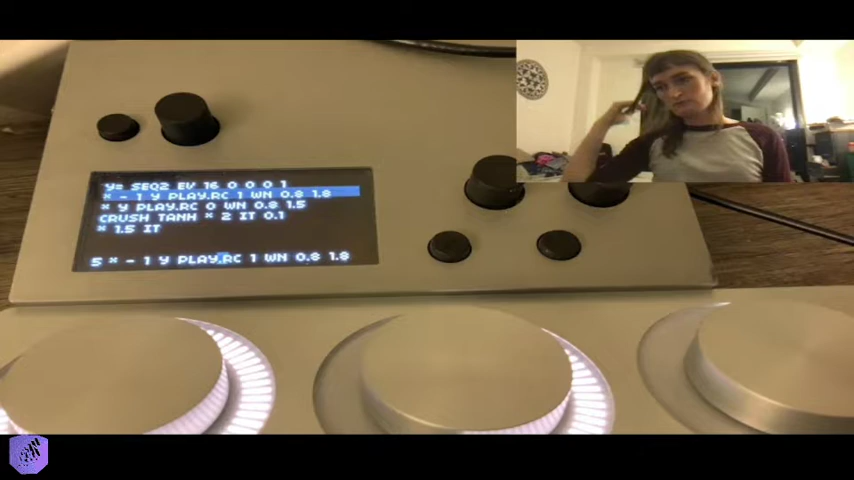 Y= SEQ2 EV 16 0 0 0 1
* - 1 Y PLAY.RC 1 WN 0.8 1.8
* Y PLAY.RC 0 WN 0.8 1.5
CRUSH TANH * 2 IT 0.1
* 1.5 IT
5 * - 1 Y PLAY.RC 1 WN 0.8 1.8